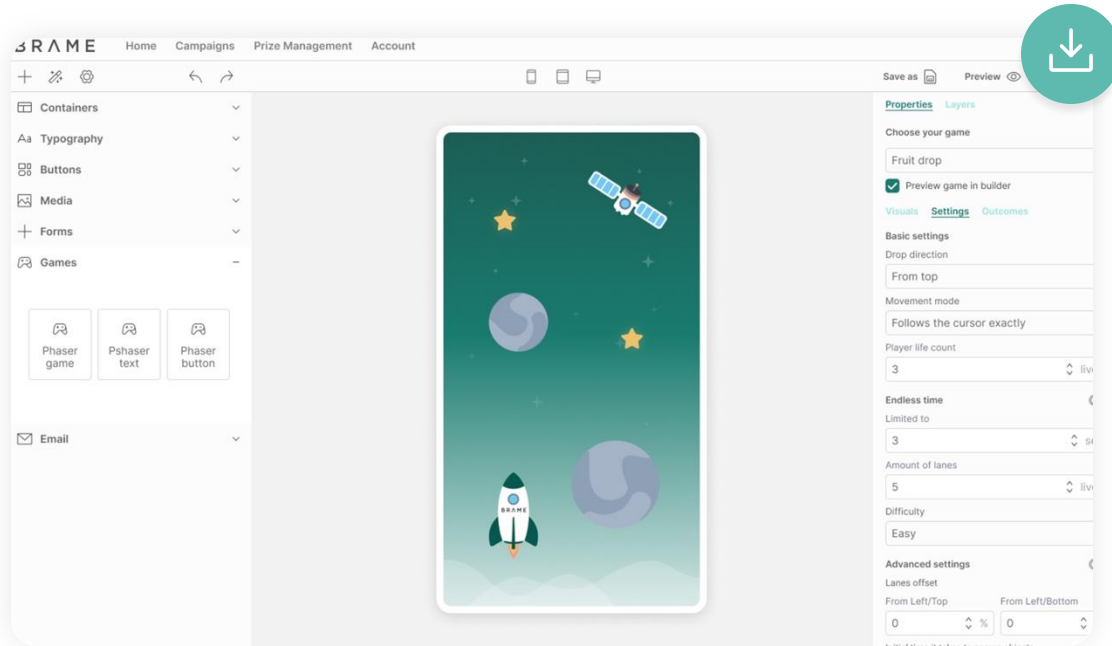 BRAME
Home Campaigns Prize Management Account
Save as Preview
Containers
Aa Typography
Buttons
Media
Forms
Games
Phaser game
Pshaser text
Phaser button
Email
BRAME
Properties Layers
Choose your game
Fruit drop
Preview game in builder
Visuals Settings Outcomes
Basic settings
Drop direction
From top
Movement mode
Follows the cursor exactly
Player life count
3
Endless time
Limited to
3
Amount of lanes
5
Difficulty
Easy
Advanced settings
Lanes offset
From Left/Top From Left/Bottom
0 % 0